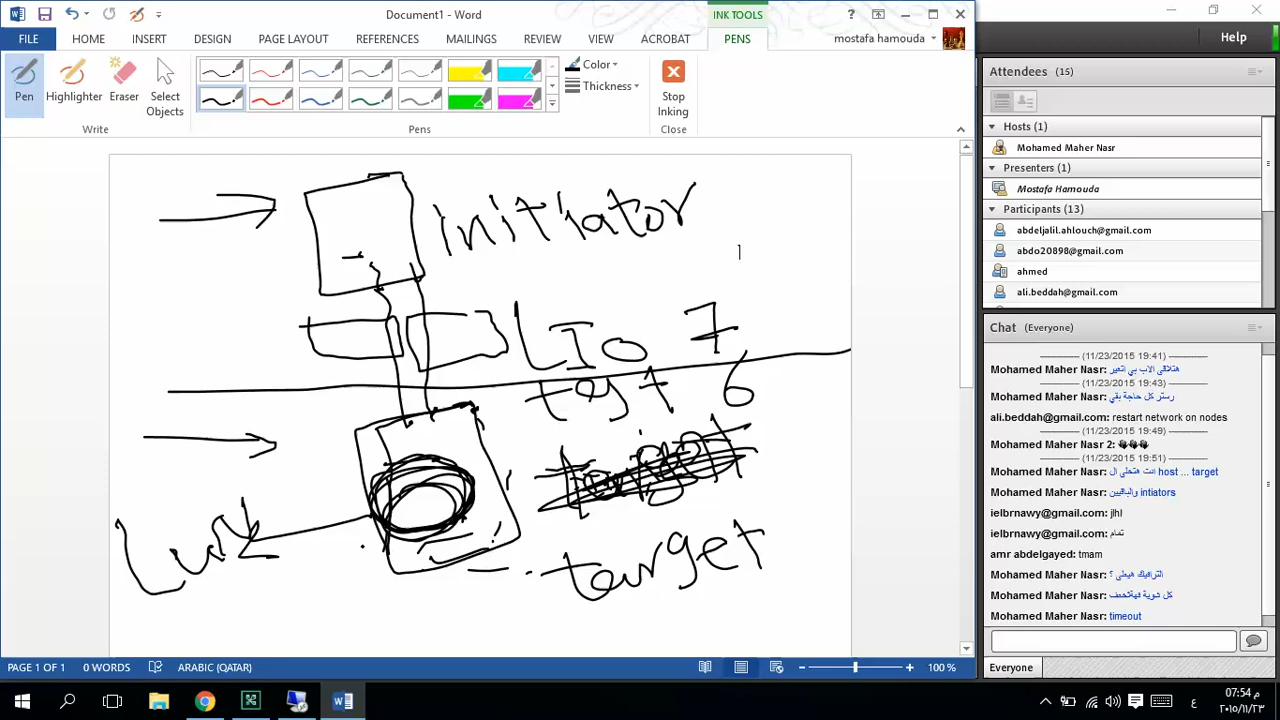 Document1 - Word
INK TOOLS
FILE
HOME
INSERT
DESIGN
PAGE LAYOUT
REFERENCES
MAILINGS
REVIEW
VIEW
ACROBAT
PENS
mostafa hamouda
Help
Pen
Highlighter
Eraser
Select Objects
Color
Thickness
Stop Inking
Write
Pens
Close
initiator
LIO 7
tgt 6
target
Lun
Attendees (15)
Hosts (1)
Mohamed Maher Nasr
Presenters (1)
Mostafa Hamouda
Participants (13)
abdeljalil.ahlouch@gmail.com
abdo20898@gmail.com
ahmed
ali.beddah@gmail.com
Chat (Everyone)
(11/23/2015 19:41)
Mohamed Maher Nasr: هتلاقى الاب بي اتغير
(11/23/2015 19:43)
Mohamed Maher Nasr: رستر كل حاجة بقي
ali.beddah@gmail.com: restart network on nodes
(11/23/2015 19:49)
Mohamed Maher Nasr 2:
(11/23/2015 19:51)
Mohamed Maher Nasr: انت هتخلى ال host ... target
Mohamed Maher Nasr: والباقيين intiators
ielbrnawy@gmail.com: jlhl
ielbrnawy@gmail.com: تمام
amr abdelgayed: tmam
Mohamed Maher Nasr: الترافيك هيعلى ؟
Mohamed Maher Nasr: كل شوية
Mohamed Maher Nasr: timeout
Everyone
PAGE 1 OF 1
0 WORDS
ARABIC (QATAR)
100 %
07:54 م
٢٠١٥/١١/٢٣